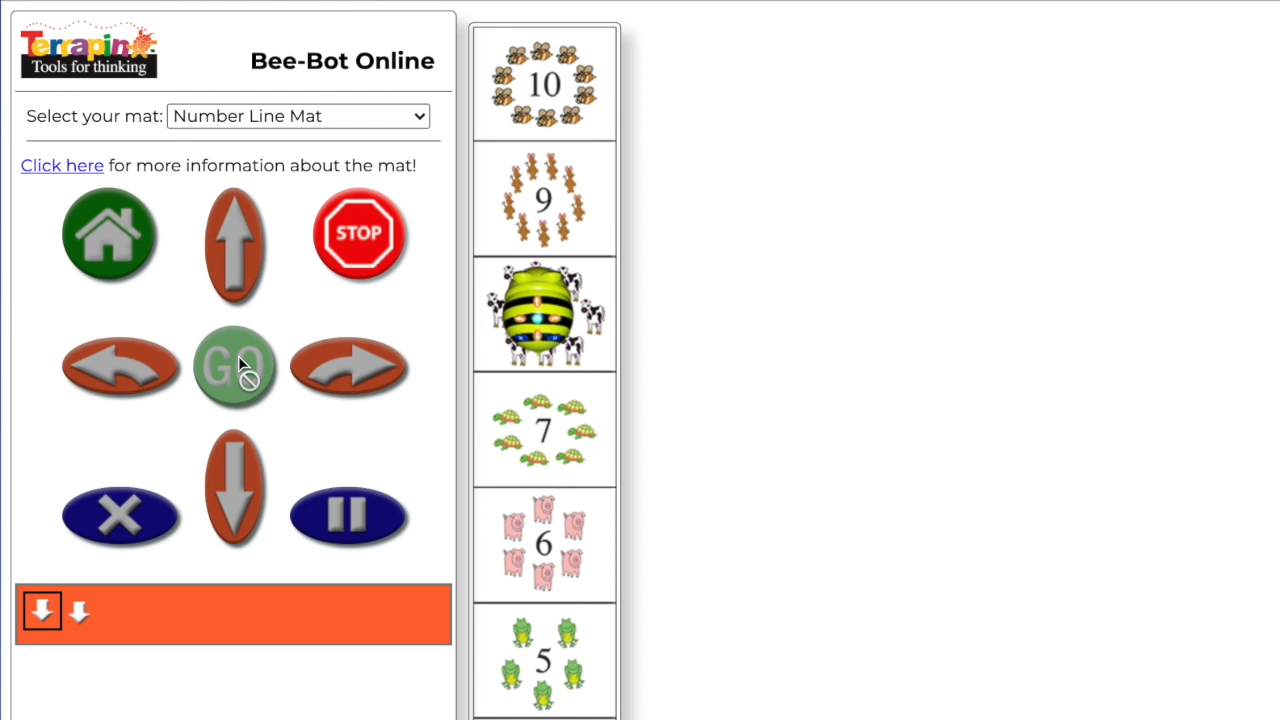 Terrapin
Tools for thinking
Bee-Bot Online
Select your mat: Number Line Mat
Click here for more information about the mat!
STOP
GO
10
9
7
6
5